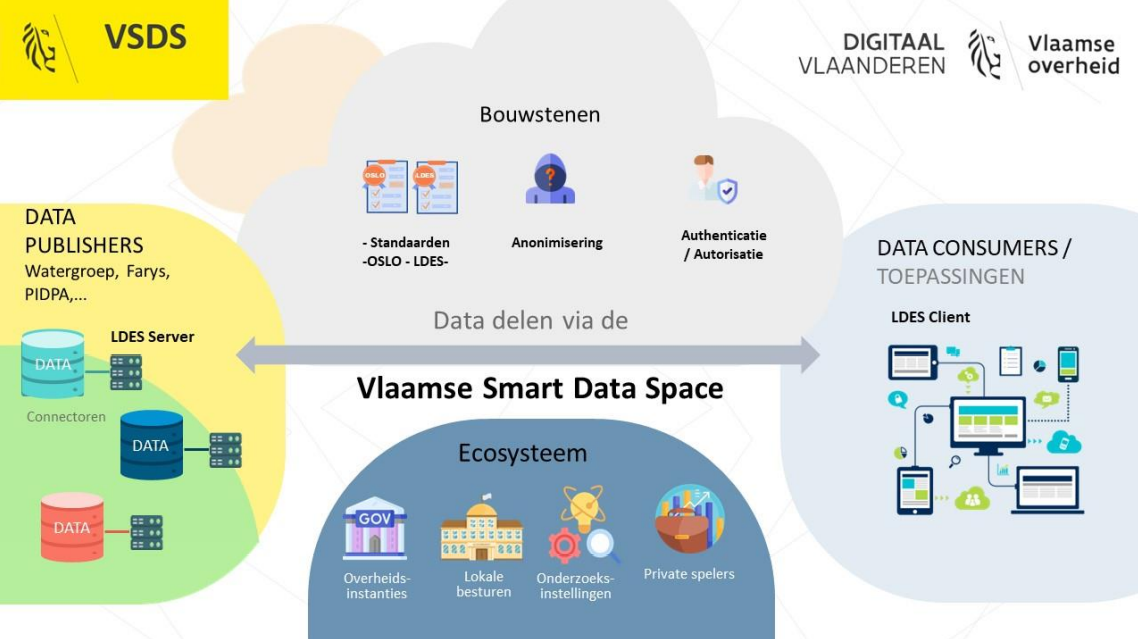 VSDS
DIGITAAL
VLAANDEREN
Vlaamse
overheid
Bouwstenen
OSLO
LDES
- Standaarden
-OSLO - LDES-
Anonimisering
Authenticatie
/ Autorisatie
DATA
PUBLISHERS
Watergroep, Farys,
PIDPA,...
LDES Server
DATA
Connectoren
DATA
DATA
Data delen via de
Vlaamse Smart Data Space
DATA CONSUMERS /
TOEPASSINGEN
LDES Client
Ecosysteem
GOV
Overheids-
instanties
Lokale
besturen
Onderzoeks-
instellingen
Private spelers